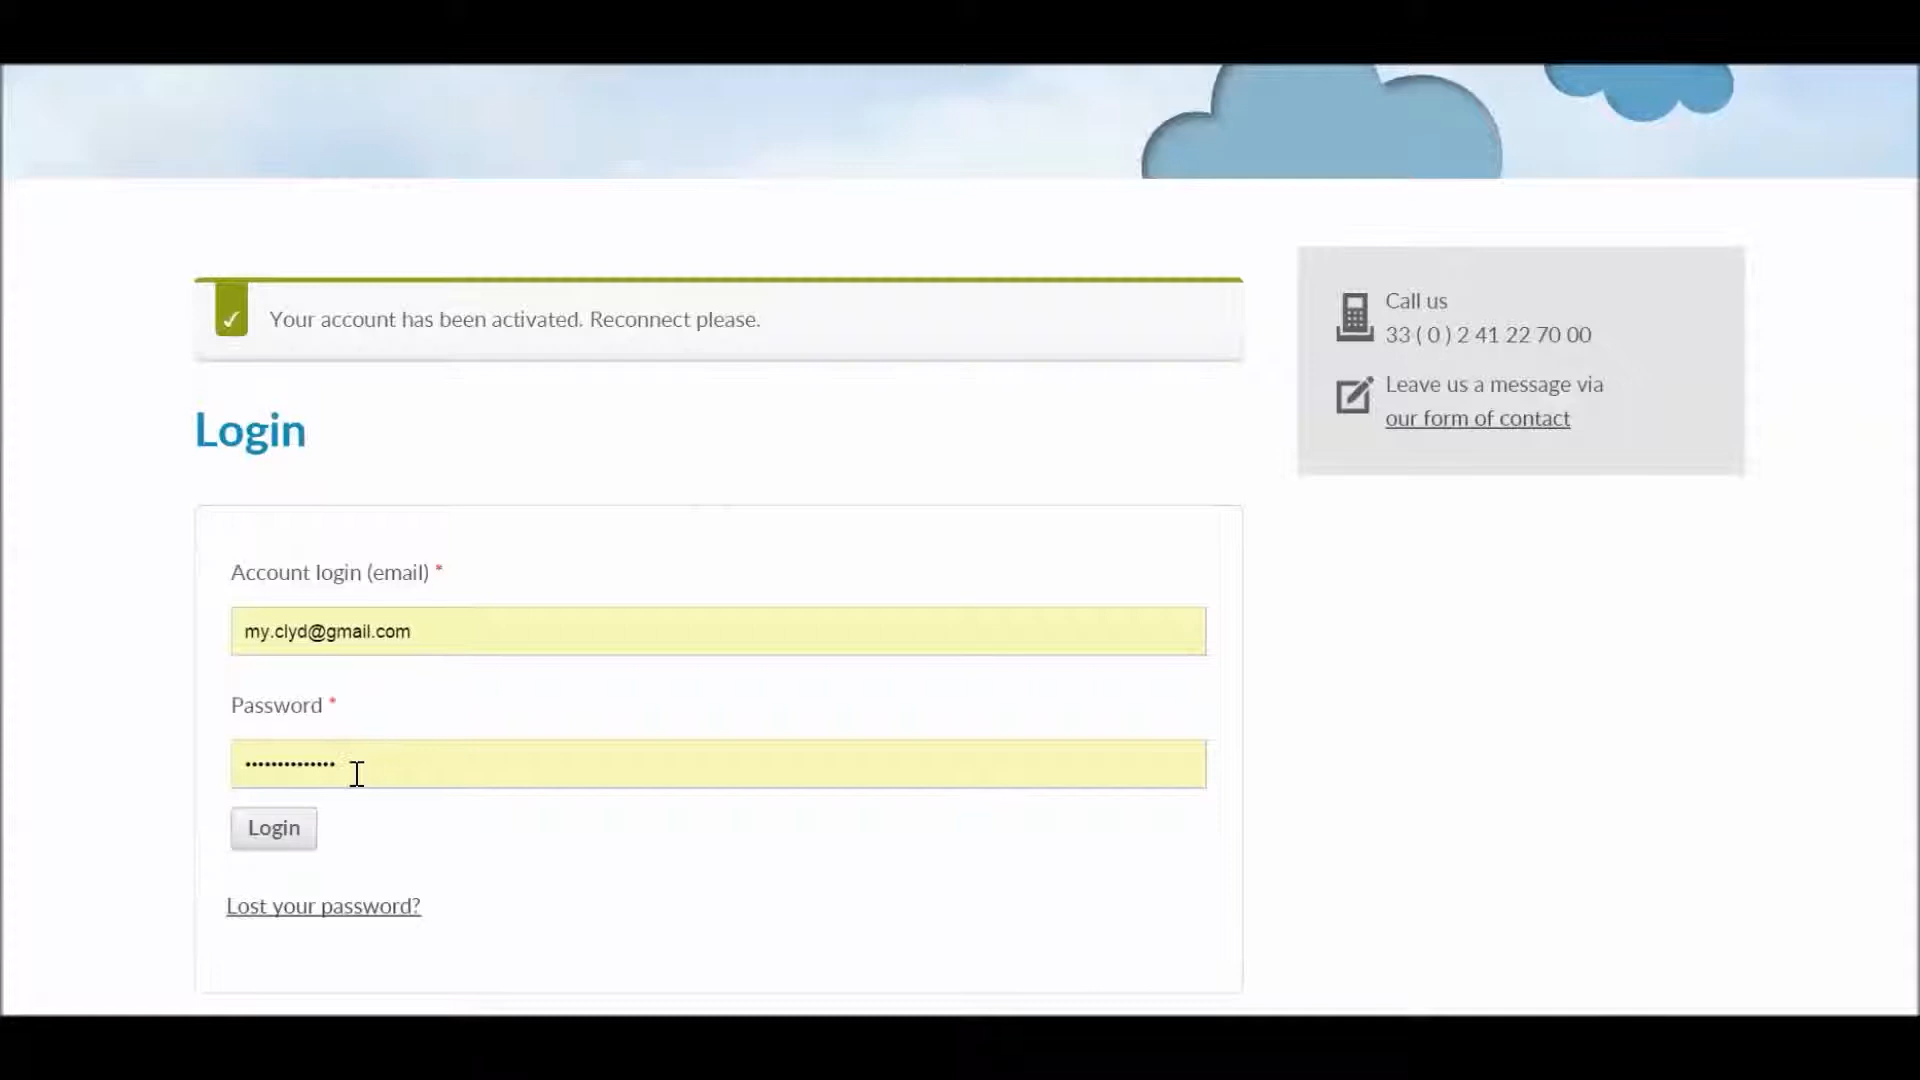 Your account has been activated. Reconnect please.
Call us
33 ( 0 ) 2 41 22 70 00
Leave us a message via
our form of contact
Login
Account login (email) *
my.clyd@gmail.com
Password *
••••••••••••••
Login
Lost your password?